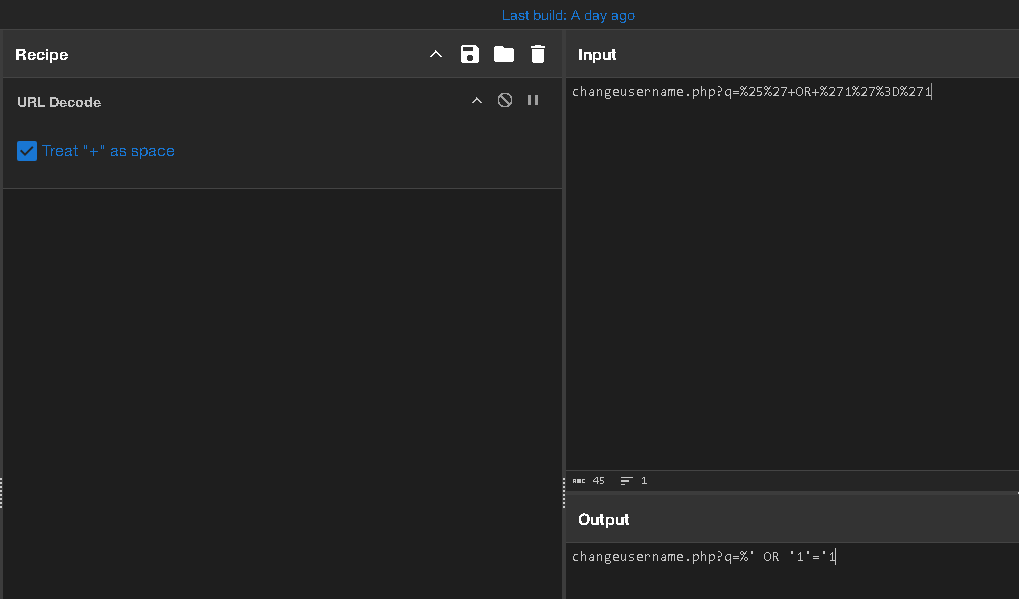 Last build: A day ago
Recipe
Input
URL Decode
Treat "+" as space
changeusername.php?q=%25%27+OR+%271%27%3D%271
ABC 45 1
Output
changeusername.php?q=%' OR '1'='1